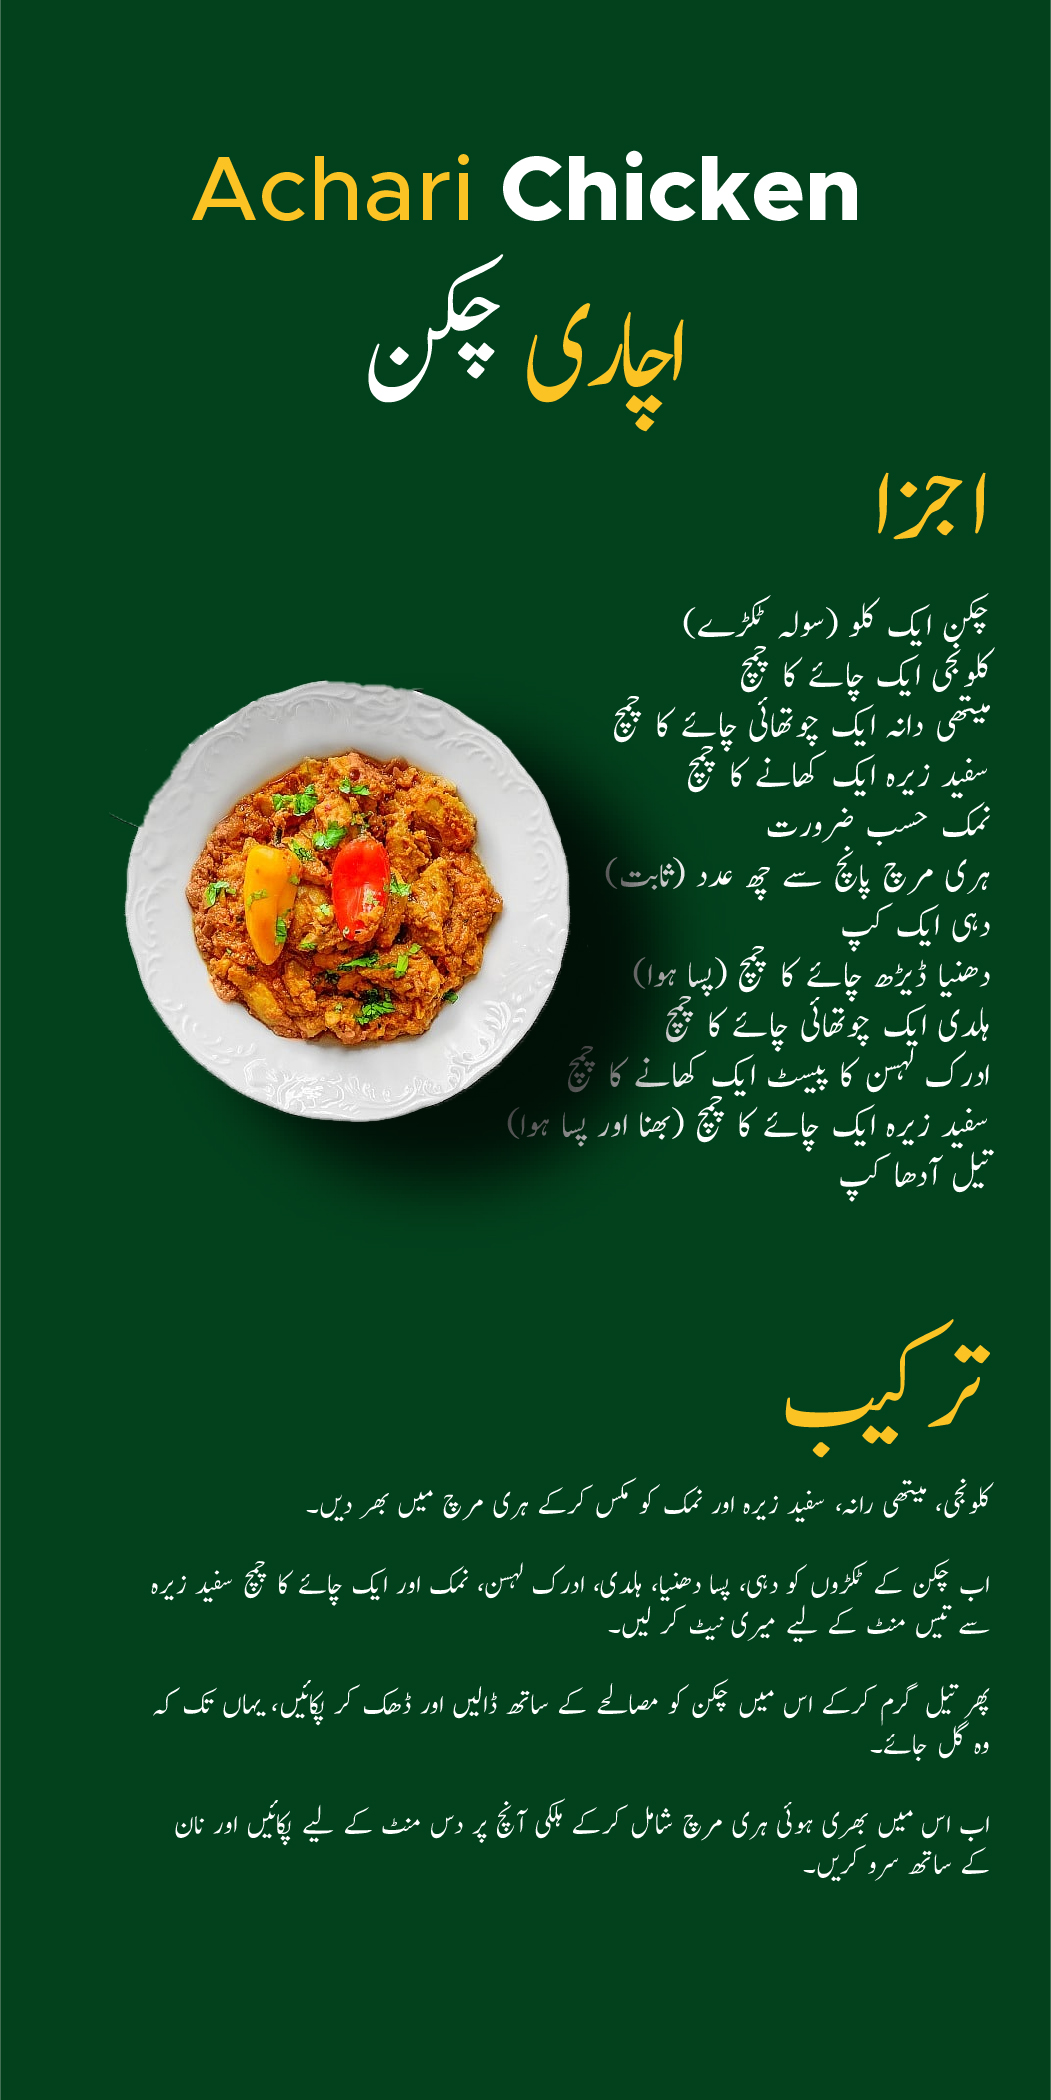 Achari Chicken
اچاری چکن
اجزا
چکن ایک کلو (سولہ ٹکڑے)
کلونجی ایک چائے کا چمچ
میتھی دانہ ایک چوتھائی چائے کا چمچ
سفید زیرہ ایک کھانے کا چمچ
نمک حسب ضرورت
ہری مرچ پانچ سے چھ عدد (ثابت)
دہی ایک کپ
دھنیا ڈیڑھ چائے کا چمچ (پسا ہوا)
ہلدی ایک چوتھائی چائے کا چمچ
ادرک لہسن کا پیسٹ ایک کھانے کا چمچ
سفید زیرہ ایک چائے کا چمچ (بھنا اور پسا ہوا)
تیل آدھا کپ
ترکیب
کلونجی، میتھی رانہ، سفید زیرہ اور نمک کو مکس کرکے ہری مرچ میں بھر دیں۔
اب چکن کے ٹکڑوں کو دہی، پسا دھنیا، ہلدی، ادرک لہسن، نمک اور ایک چائے کا چمچ سفید زیرہ
سے تیس منٹ کے لیے میری نیٹ کر لیں۔
پھر تیل گرم کرکے اس میں چکن کو مصالحے کے ساتھ ڈالیں اور ڈھک کر پکائیں، یہاں تک کہ
وہ گل جائے۔
اب اس میں بھری ہوئی ہری مرچ شامل کرکے ہلکی آنچ پر دس منٹ کے لیے پکائیں اور نان
کے ساتھ سرو کریں۔